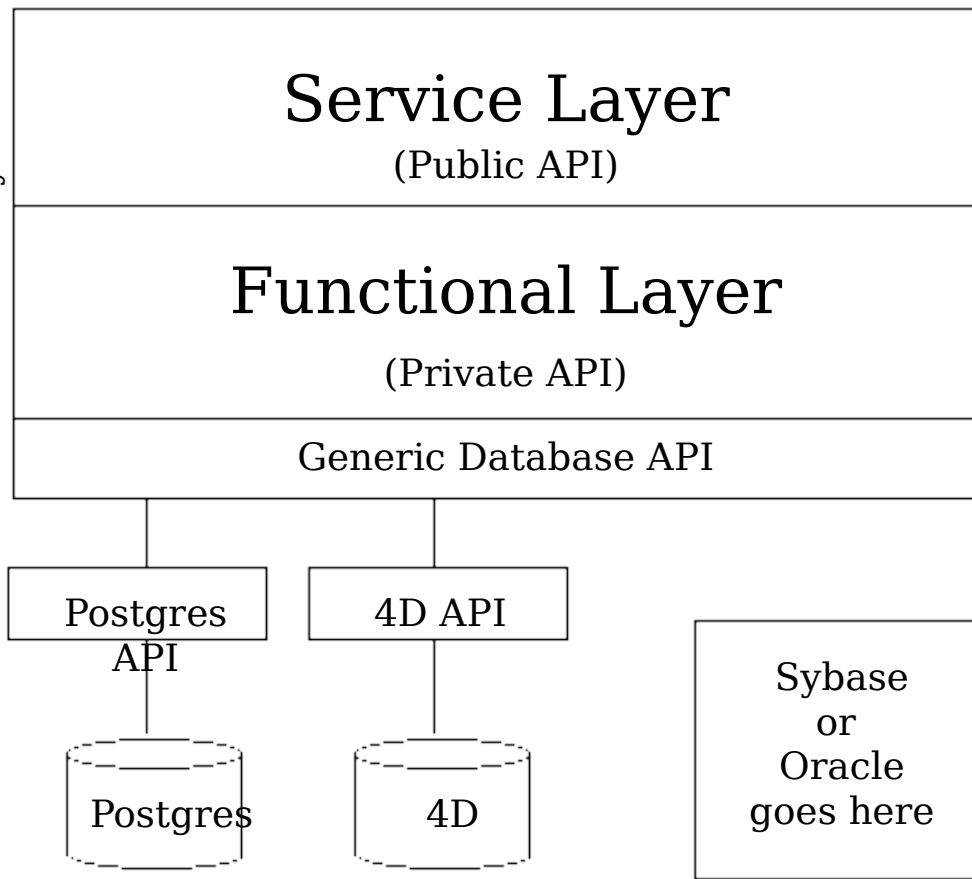 Service Layer
(Public API)
Functional Layer
(Private API)
Generic Database API
Postgres
API
4D API
Sybase
or
Oracle
goes here
Postgres
4D